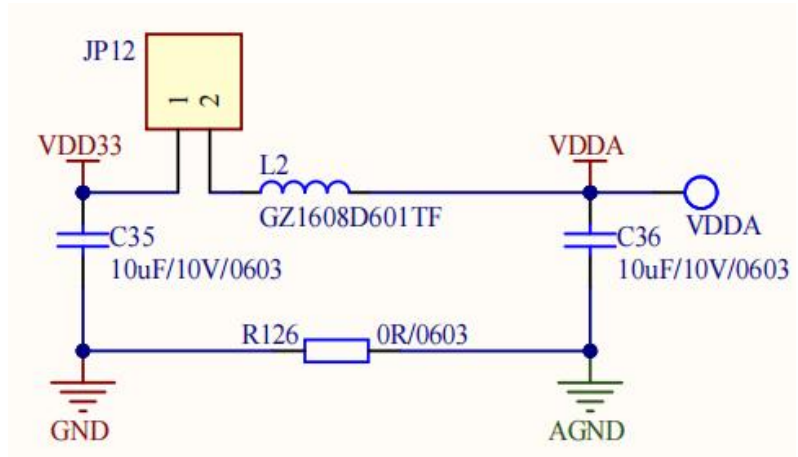 JP12
1
2
VDD33
VDDA
L2
GZ1608D601TF
VDDA
C35
10uF/10V/0603
C36
10uF/10V/0603
R126
0R/0603
GND
AGND